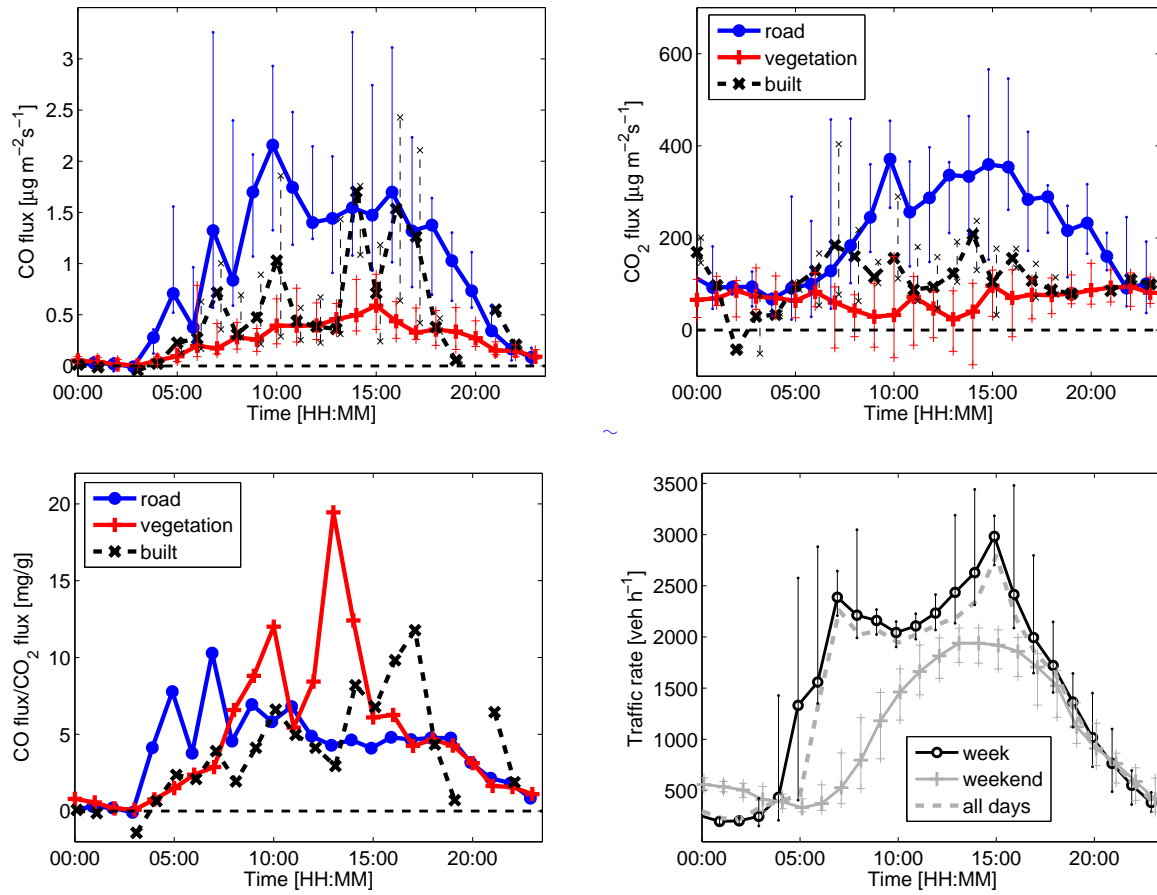 3
2.5
2
1.5
1
0.5
0
CO flux [µg m⁻²s⁻¹]
00:00 05:00 10:00 15:00 20:00
Time [HH:MM]
road
vegetation
built
600
400
200
0
CO₂ flux [µg m⁻²s⁻¹]
00:00 05:00 10:00 15:00 20:00
Time [HH:MM]
~
road
vegetation
built
20
15
10
5
0
CO flux/CO₂ flux [mg/g]
00:00 05:00 10:00 15:00 20:00
Time [HH:MM]
3500
3000
2500
2000
1500
1000
500
Traffic rate [veh h⁻¹]
week
weekend
all days
00:00 05:00 10:00 15:00 20:00
Time [HH:MM]